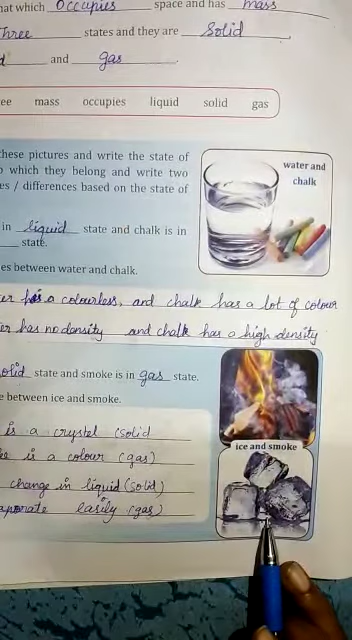 hat which Occupies space and has mass
Three states and they are Solid,
d and gas.
ee mass occupies liquid solid gas
hese pictures and write the state of
o which they belong and write two
es / differences based on the state of
water and
chalk
in liquid state and chalk is in
state.
es between water and chalk.
er has a colourless, and chalk has a lot of colour
er has no density and chalk has a high density
olid state and smoke is in gas state.
e between ice and smoke.
is a crystel (solid
ke is a colour (gas)
change in liquid (solid)
aporate easily (gas)
ice and smoke